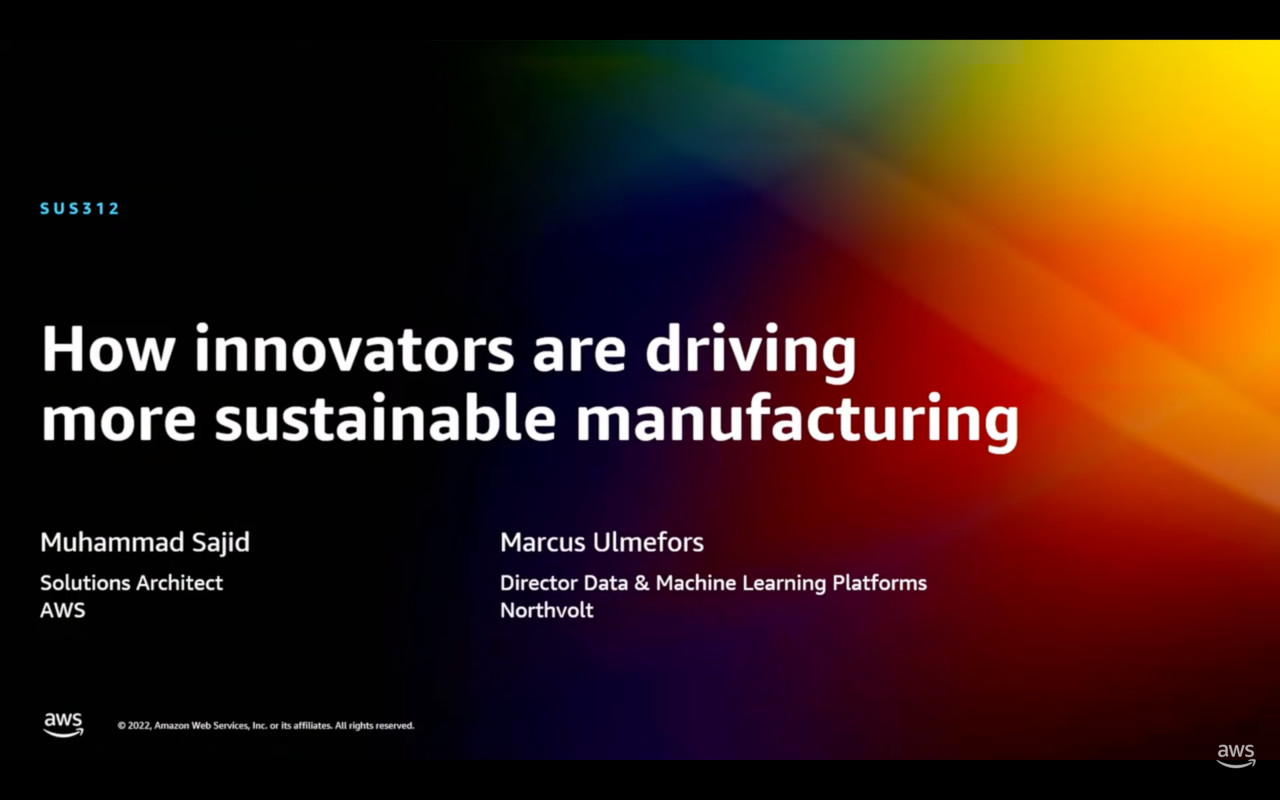 SUS312
How innovators are driving
more sustainable manufacturing
Muhammad Sajid
Solutions Architect
AWS
Marcus Ulmefors
Director Data & Machine Learning Platforms
Northvolt
aws
© 2022, Amazon Web Services, Inc. or its affiliates. All rights reserved.
aws